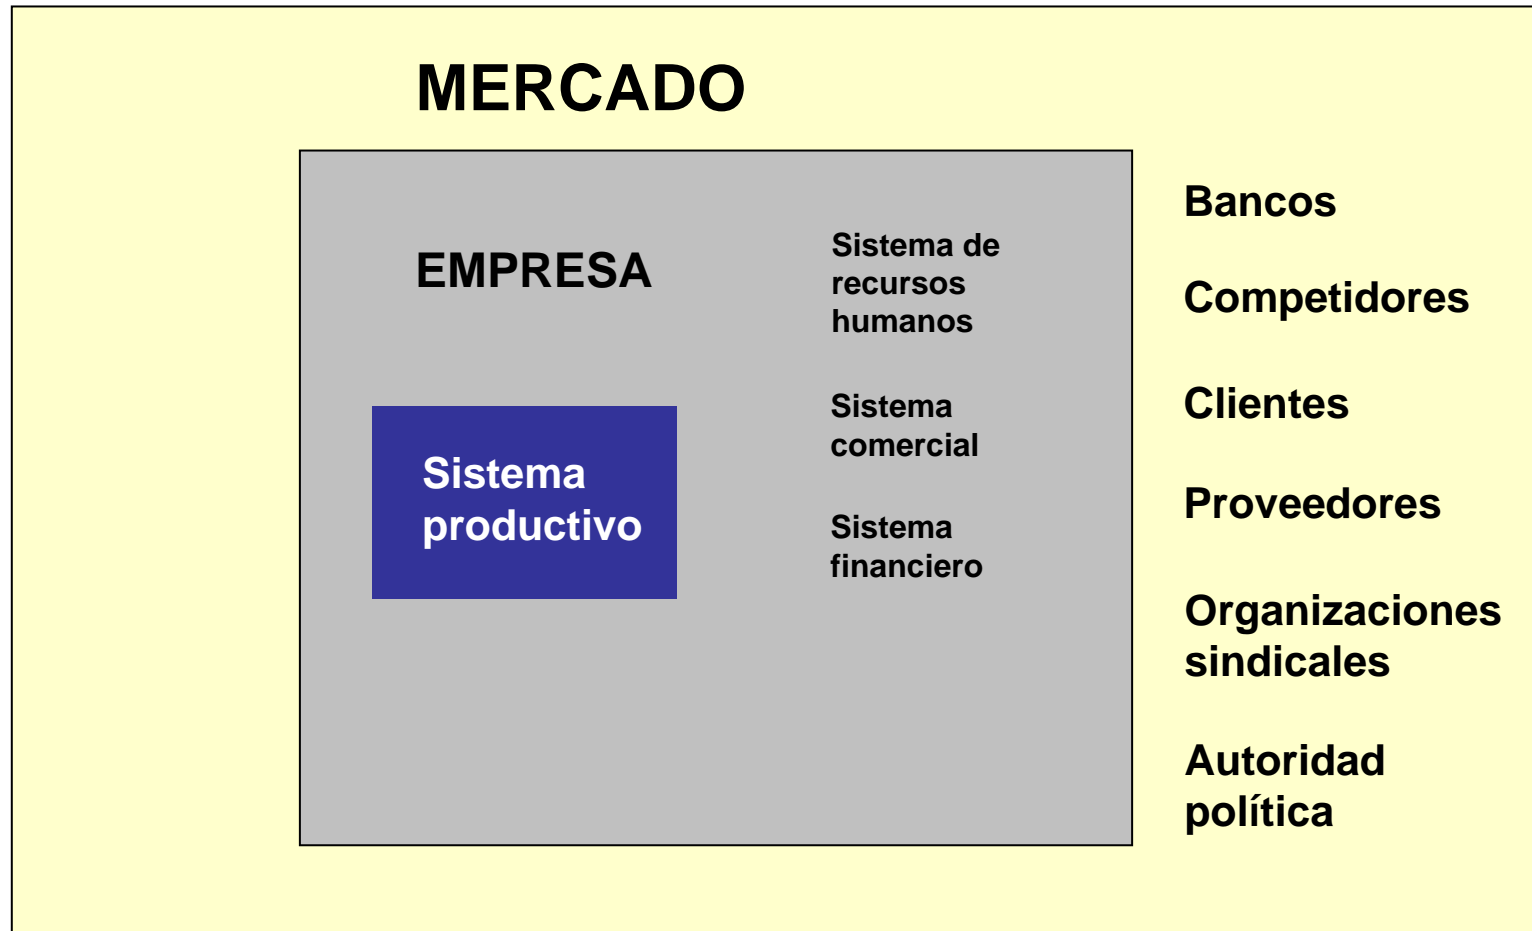 MERCADO
EMPRESA
Sistema
productivo
Sistema de
recursos
humanos
Sistema
comercial
Sistema
financiero
Bancos
Competidores
Clientes
Proveedores
Organizaciones
sindicales
Autoridad
política